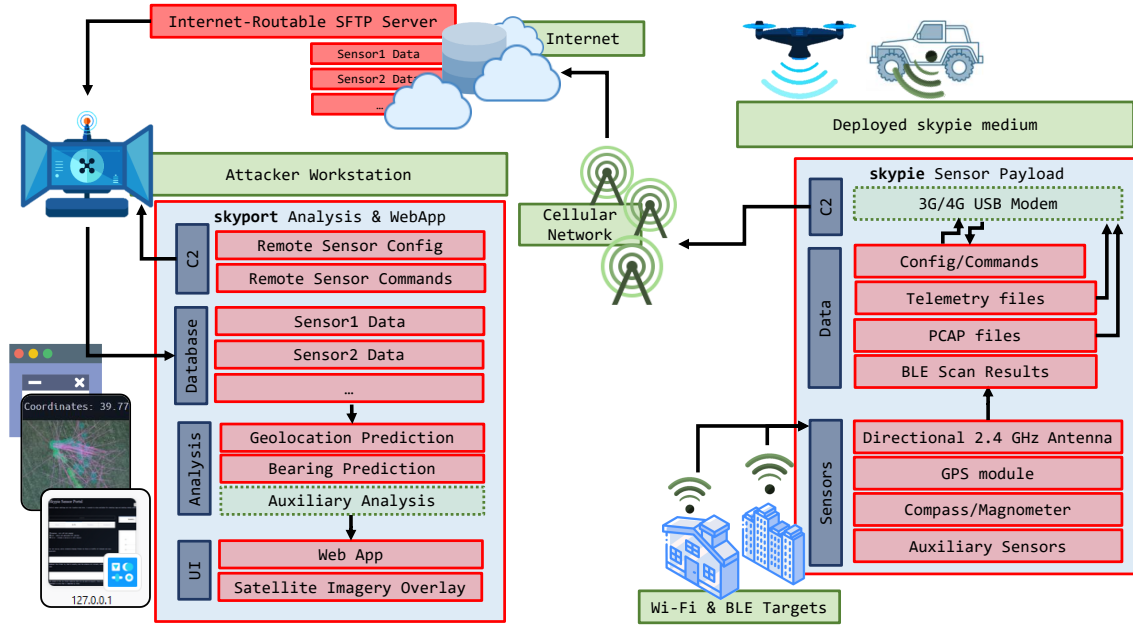 Internet-Routable SFTP Server
Internet
Sensor1 Data
Sensor2 Data
…
Attacker Workstation
skyport Analysis & WebApp
C2
Remote Sensor Config
Remote Sensor Commands
Database
Sensor1 Data
Sensor2 Data
…
Analysis
Geolocation Prediction
Bearing Prediction
Auxiliary Analysis
UI
Web App
Satellite Imagery Overlay
Coordinates: 39.77
Skypie Sensor Portal
127.0.0.1
Cellular
Network
Deployed skypie medium
skypie Sensor Payload
C2
3G/4G USB Modem
Data
Config/Commands
Telemetry files
PCAP files
BLE Scan Results
Sensors
Directional 2.4 GHz Antenna
GPS module
Compass/Magnometer
Auxiliary Sensors
Wi-Fi & BLE Targets